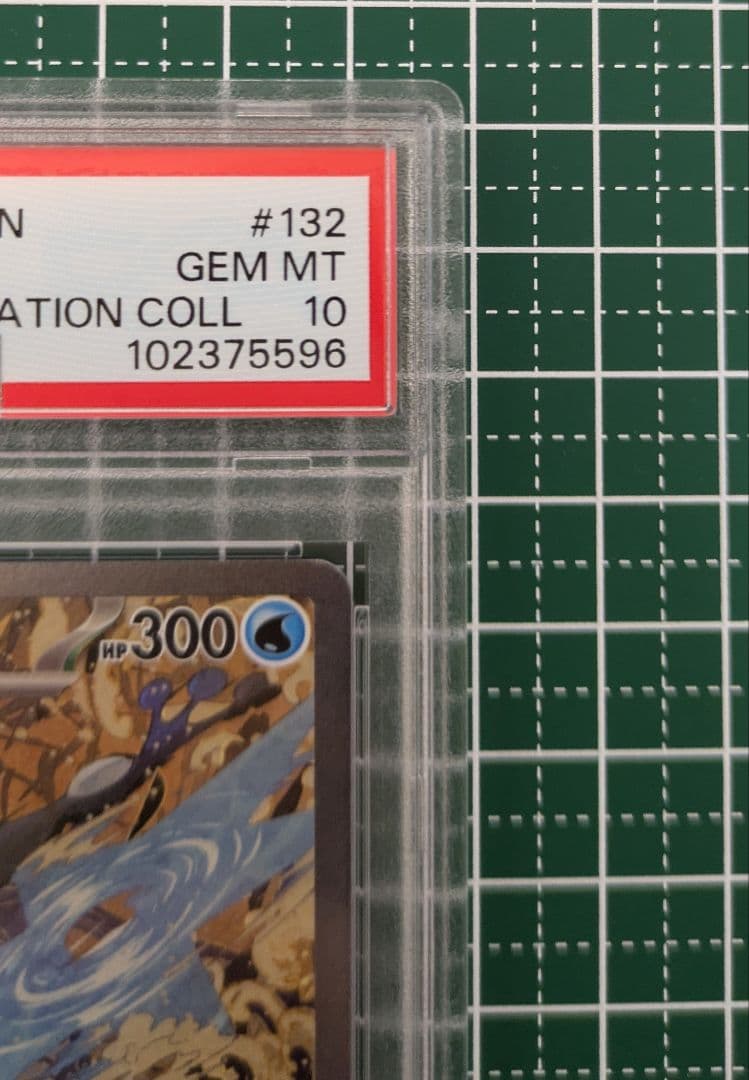 N #132
GEM MT
ATION COLL 10
102375596
HP300